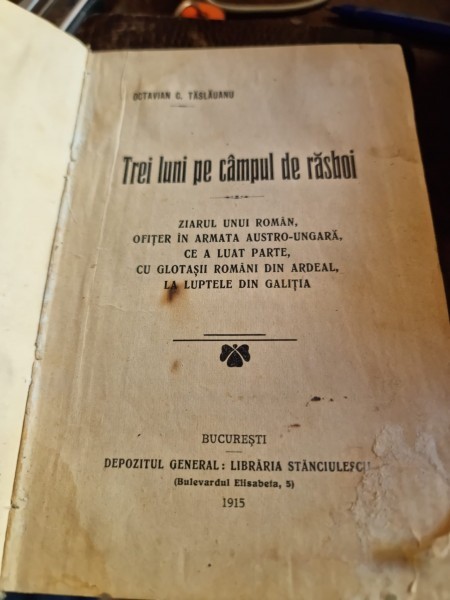 OCTAVIAN C. TĂSLĂUANU
Trei luni pe câmpul de răsboi
ZIARUL UNUI ROMÂN,
OFIȚER ÎN ARMATA AUSTRO-UNGARĂ,
CE A LUAT PARTE,
CU GLOTAȘII ROMÂNI DIN ARDEAL,
LA LUPTELE DIN GALIȚIA
BUCUREȘTI
DEPOZITUL GENERAL: LIBRĂRIA STĂNCIULESCU
(Bulevardul Elisabeta, 5)
1915